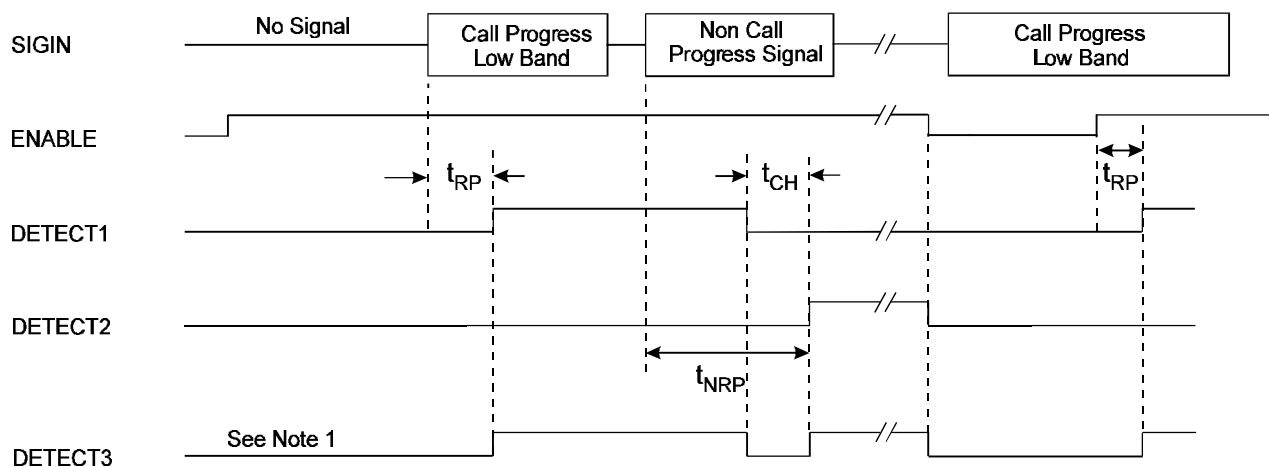 SIGIN
No Signal
Call Progress
Low Band
Non Call
Progress Signal
Call Progress
Low Band
ENABLE
tRP
tCH
tRP
DETECT1
DETECT2
tNRP
DETECT3
See Note 1